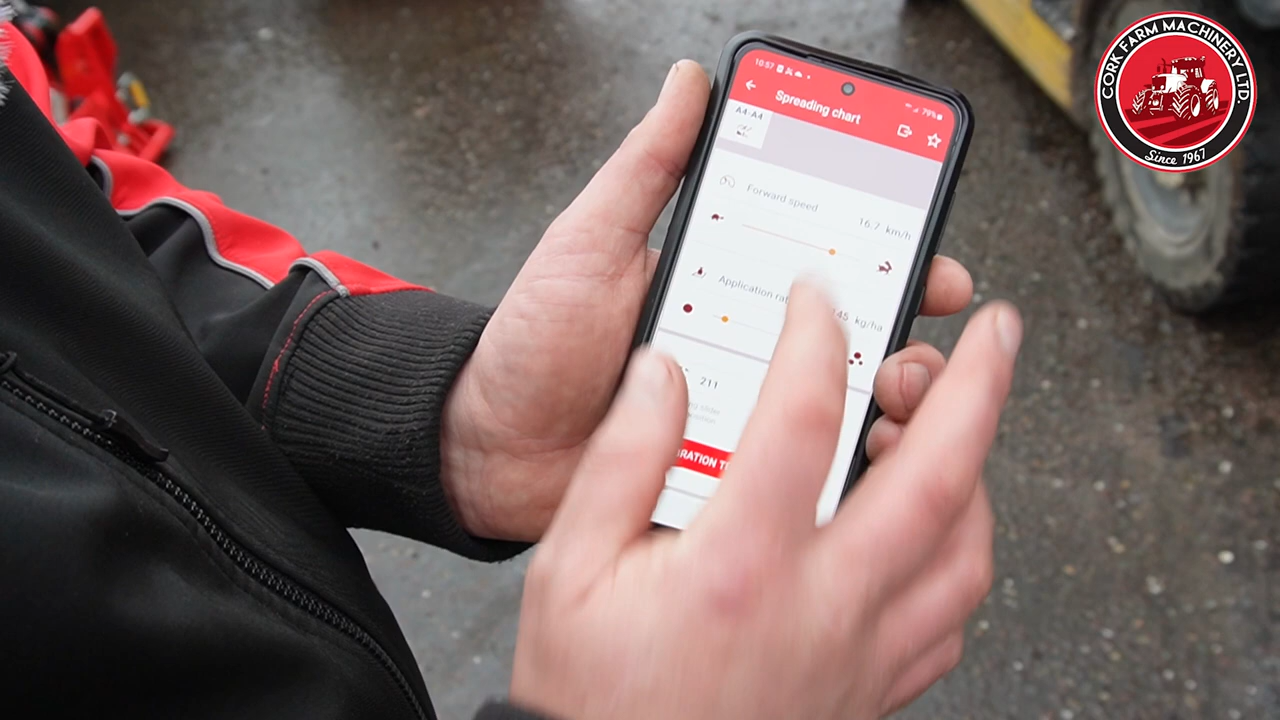 CORK FARM MACHINERY LTD.
Since 1967
10:57
79%
Spreading chart
A4-A4
Forward speed
16.7 km/h
Application
45 kg/ha
211
slider